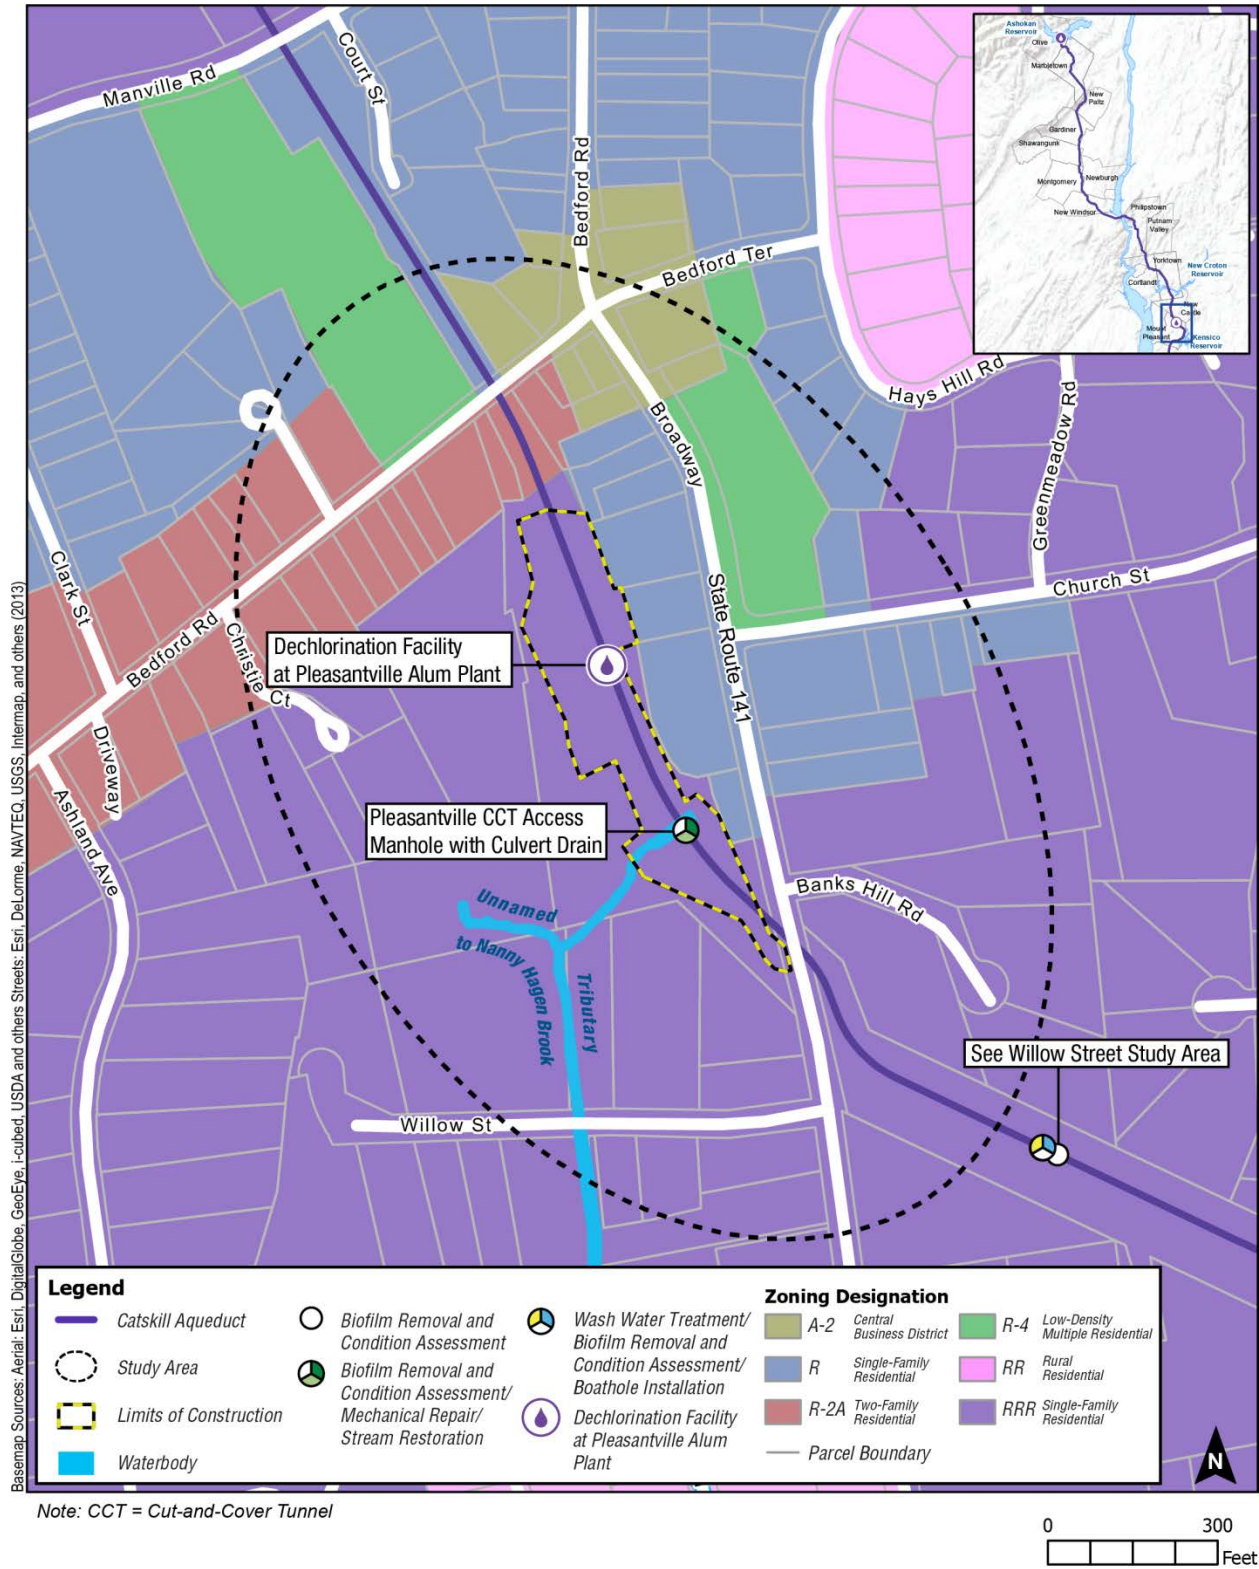 Manville Rd
Court St
Bedford Rd
Bedford Ter
Hays Hill Rd
Greenmeadow Rd
Church St
Broadway
State Route 141
Clark St
Bedford Rd
Christie Ct
Driveway
Ashland Ave
Banks Hill Rd
Willow St
Ashokan
Reservoir
Olive
Marbletown
New
Paltz
Gardiner
Shawangunk
Montgomery
Newburgh
New Windsor
Philipstown
Putnam
Valley
Yorktown
New Croton
Reservoir
Cortlandt
New
Castle
Mount
Pleasant
Kensico
Reservoir
Dechlorination Facility
at Pleasantville Alum Plant
Pleasantville CCT Access
Manhole with Culvert Drain
Unnamed
Tributary
to Nanny Hagen Brook
See Willow Street Study Area
Basemap Sources: Aerial: Esri, DigitalGlobe, GeoEye, i-cubed, USDA and others Streets: Esri, DeLorme, NAVTEQ, USGS, Intermap, and others (2013)
Legend
Catskill Aqueduct
Study Area
Limits of Construction
Waterbody
Biofilm Removal and
Condition Assessment
Biofilm Removal and
Condition Assessment/
Mechanical Repair/
Stream Restoration
Wash Water Treatment/
Biofilm Removal and
Condition Assessment/
Boathole Installation
Dechlorination Facility
at Pleasantville Alum
Plant
Zoning Designation
A-2 Central
Business District
R Single-Family
Residential
R-2A Two-Family
Residential
R-4 Low-Density
Multiple Residential
RR Rural
Residential
RRR Single-Family
Residential
Parcel Boundary
N
Note: CCT = Cut-and-Cover Tunnel
0 300
Feet